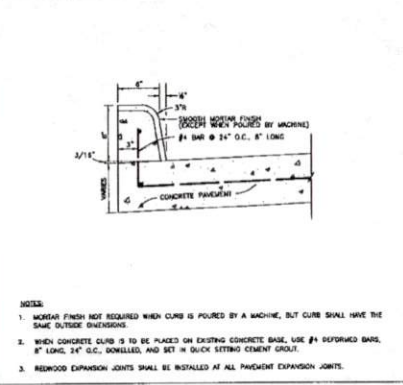 6"
3"R
SMOOTH MORTAR FINISH
(EXCEPT WHEN POURED BY MACHINE)
#4 BAR @ 24" O.C., 8" LONG
3"
3/16"
VARIES
CONCRETE PAVEMENT
NOTES:
1. MORTAR FINISH NOT REQUIRED WHEN CURB IS POURED BY A MACHINE, BUT CURB SHALL HAVE THE
SAME OUTSIDE DIMENSIONS.
2. WHEN CONCRETE CURB IS TO BE PLACED ON EXISTING CONCRETE BASE, USE #4 DEFORMED BARS,
8" LONG, 24" O.C., DOWELLED, AND SET IN QUICK SETTING CEMENT GROUT.
3. REDWOOD EXPANSION JOINTS SHALL BE INSTALLED AT ALL PAVEMENT EXPANSION JOINTS.